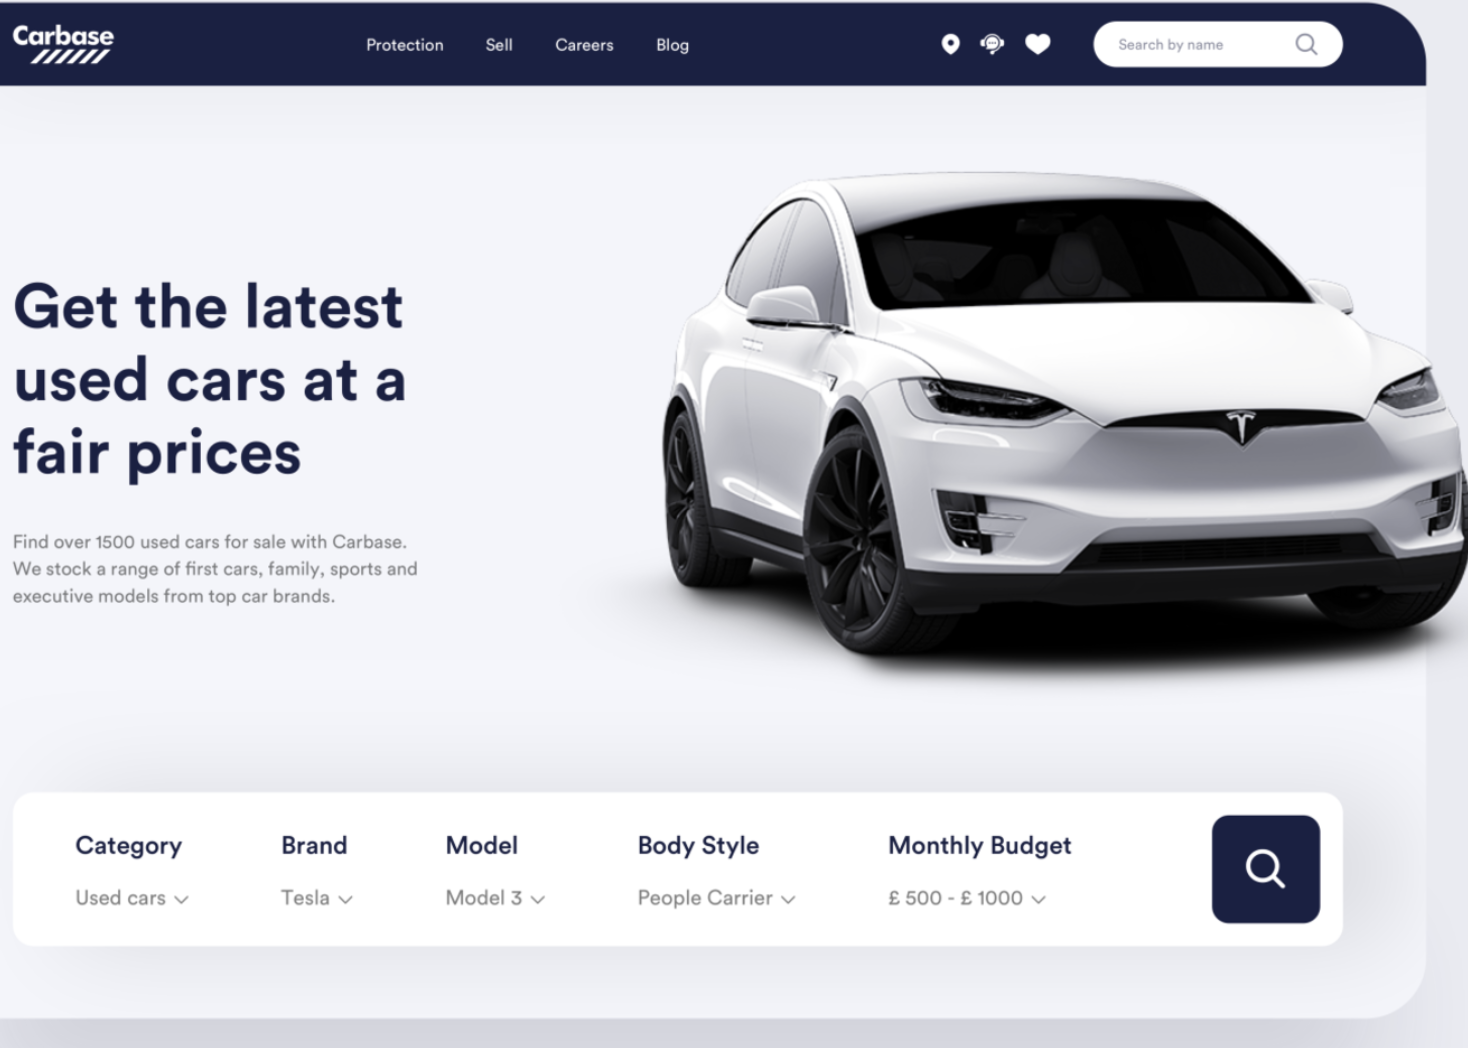 Carbase
Protection Sell Careers Blog
Search by name
Get the latest
used cars at a
fair prices
Find over 1500 used cars for sale with Carbase.
We stock a range of first cars, family, sports and
executive models from top car brands.
Category Brand Model Body Style Monthly Budget
Used cars Tesla Model 3 People Carrier £ 500 - £ 1000